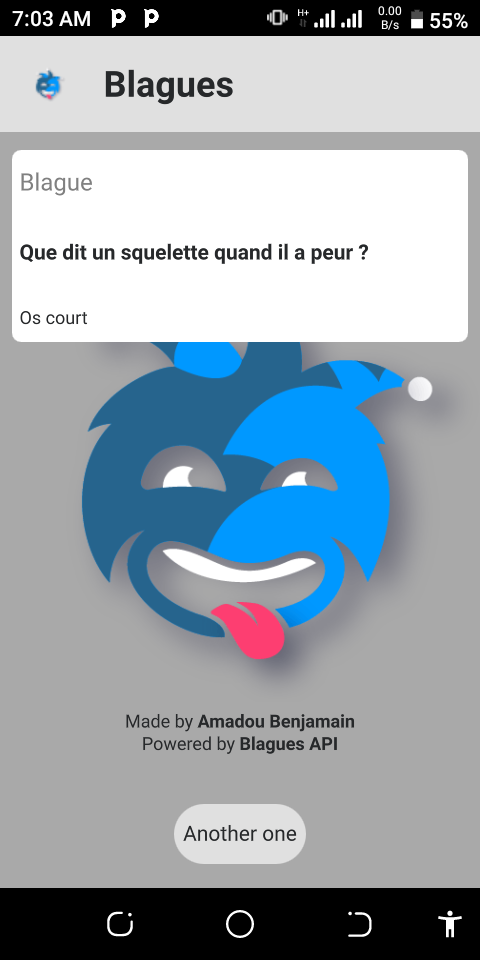 7:03 AM H+ 0.00 B/s 55%
Blagues
Blague
Que dit un squelette quand il a peur ?
Os court
Made by Amadou Benjamain
Powered by Blagues API
Another one